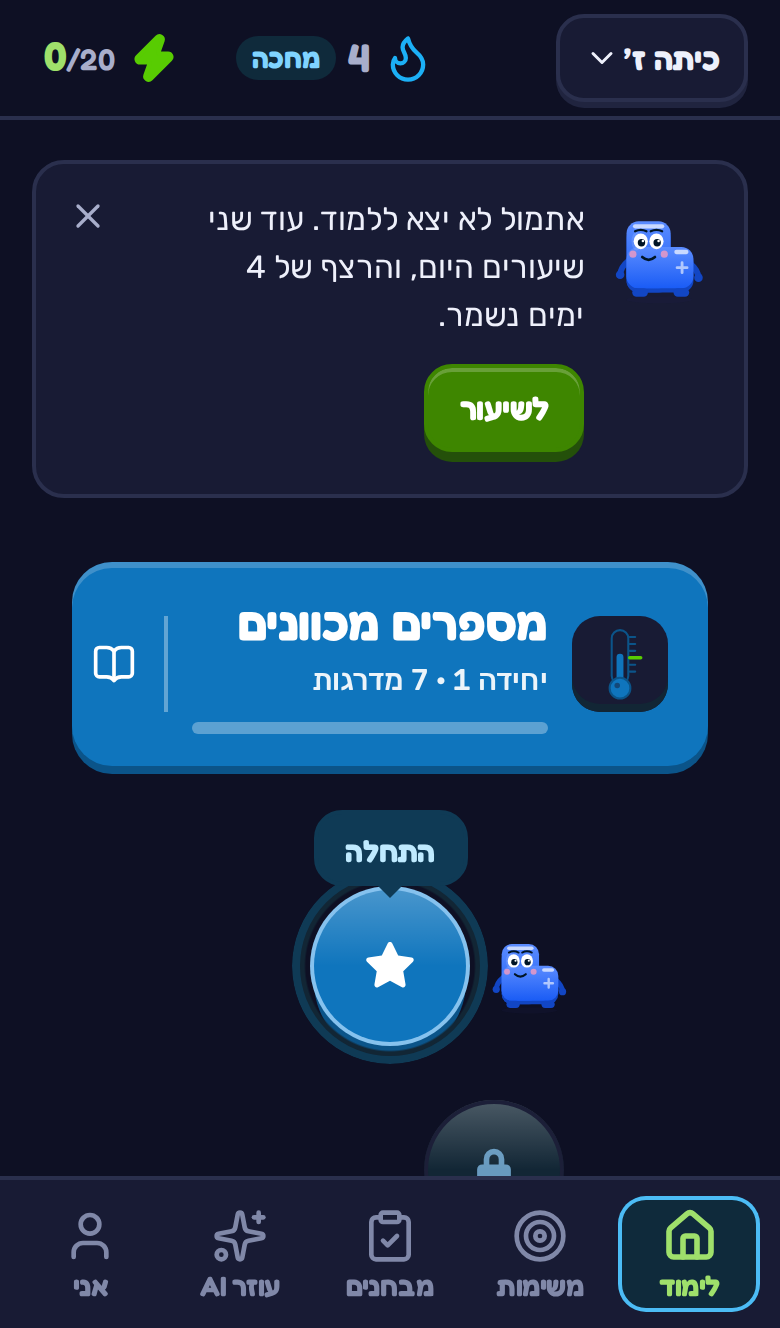 כיתה ז׳
4 מחכה
0/20
אתמול לא יצא ללמוד. עוד שני
שיעורים היום, והרצף של 4
ימים נשמר.
לשיעור
מספרים מכוונים
יחידה 1 • 7 מדרגות
התחלה
לימוד
משימות
מבחנים
עוזר AI
אני